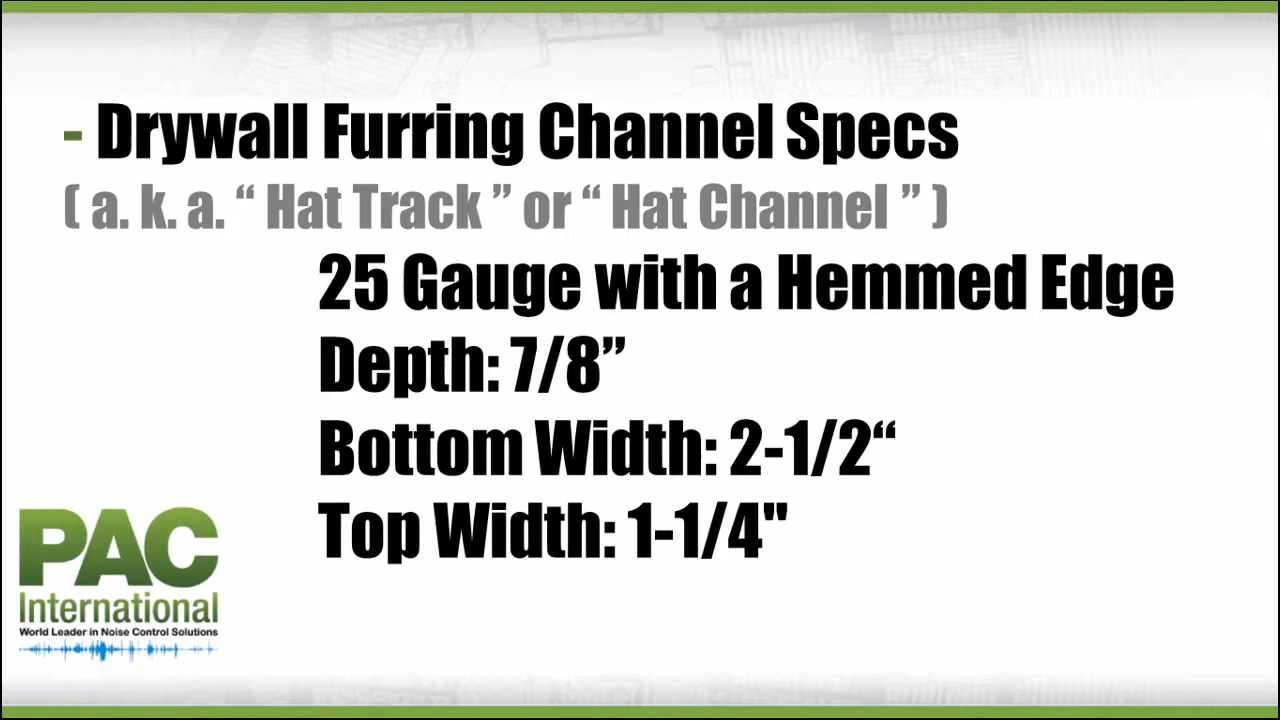 - Drywall Furring Channel Specs
( a. k. a. “ Hat Track ” or “ Hat Channel ” )
25 Gauge with a Hemmed Edge
Depth: 7/8”
Bottom Width: 2-1/2“
Top Width: 1-1/4"
PAC
International
World Leader in Noise Control Solutions